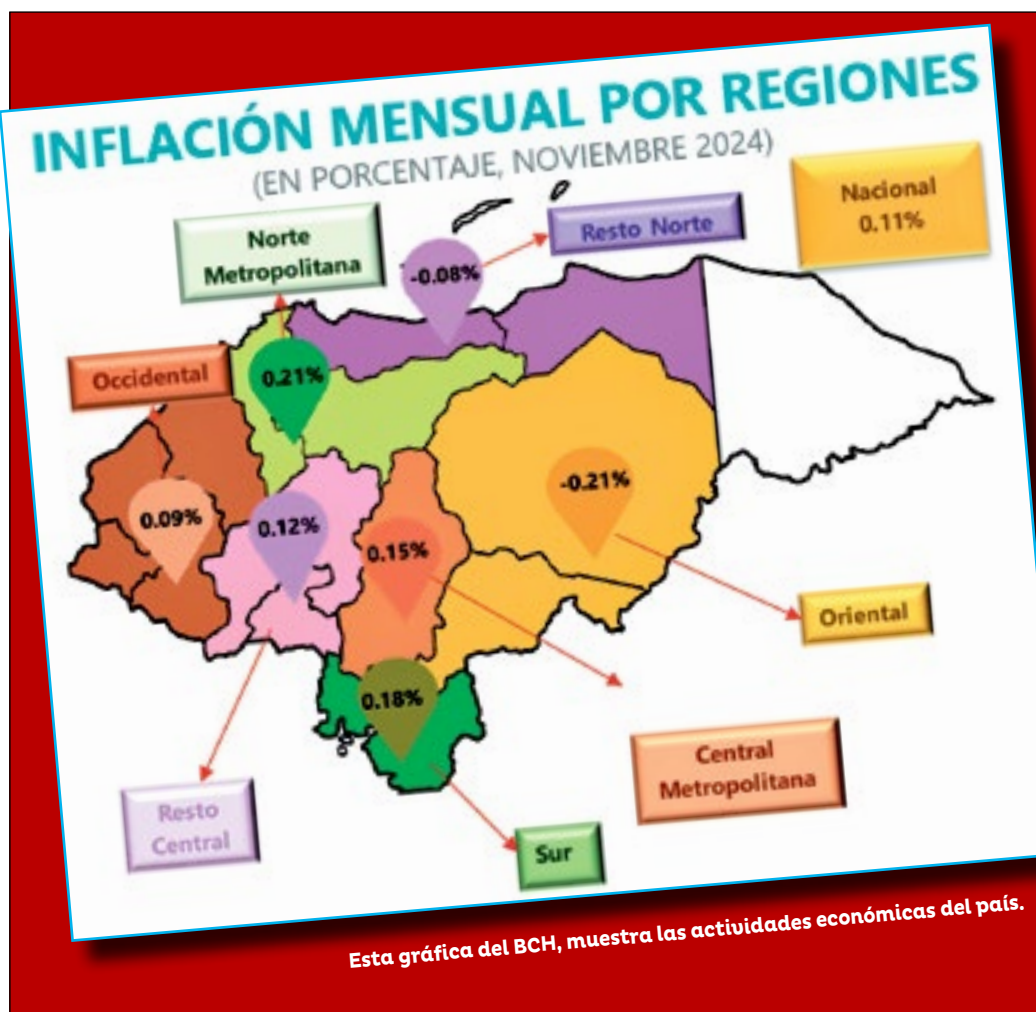 INFLACIÓN MENSUAL POR REGIONES
(EN PORCENTAJE, NOVIEMBRE 2024)
Nacional
0.11%
Norte
Metropolitana
Resto Norte
-0.08%
Occidental
0.21%
0.09%
0.12%
0.15%
-0.21%
Oriental
0.18%
Central
Metropolitana
Resto
Central
Sur
Esta gráfica del BCH, muestra las actividades económicas del país.